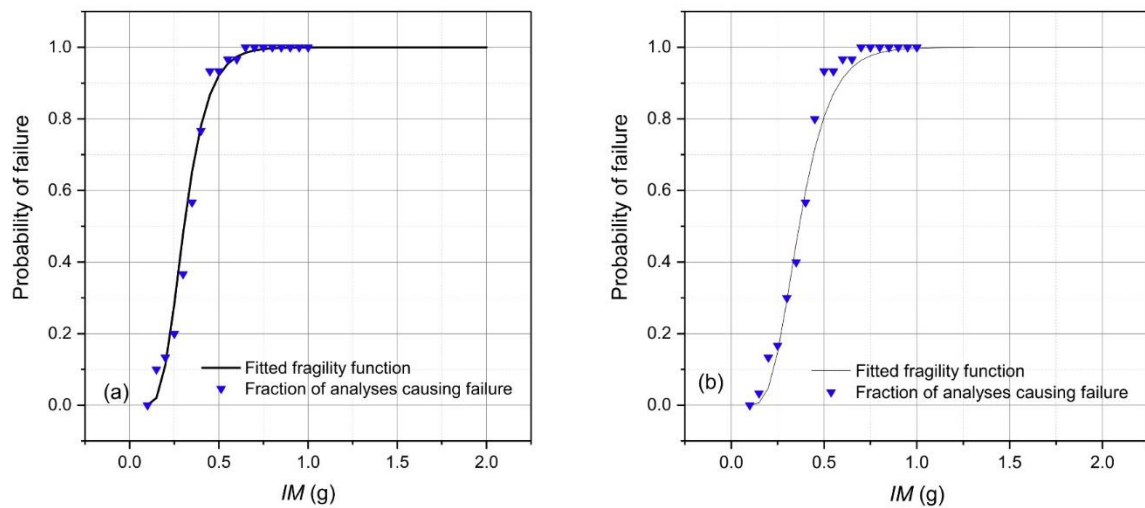 1.0
0.8
0.6
0.4
0.2
0.0
Probability of failure
(a)
Fitted fragility function
Fraction of analyses causing failure
0.0 0.5 1.0 1.5 2.0
IM (g)
1.0
0.8
0.6
0.4
0.2
0.0
Probability of failure
(b)
Fitted fragility function
Fraction of analyses causing failure
0.0 0.5 1.0 1.5 2.0
IM (g)